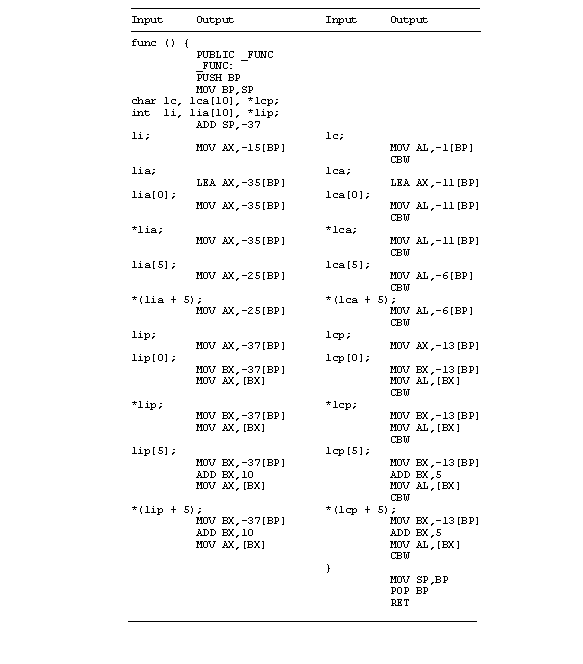 Input Output Input Output
func () {
PUBLIC _FUNC
_FUNC:
PUSH BP
MOV BP,SP
char lc, lca[10], *lcp;
int li, lia[10], *lip;
ADD SP,-37
li; lc;
MOV AX,-15[BP] MOV AL,-1[BP]
CBW
lia; lca;
LEA AX,-35[BP] LEA AX,-11[BP]
lia[0]; lca[0];
MOV AX,-35[BP] MOV AL,-11[BP]
CBW
*lia; *lca;
MOV AX,-35[BP] MOV AL,-11[BP]
CBW
lia[5]; lca[5];
MOV AX,-25[BP] MOV AL,-6[BP]
CBW
*(lia + 5); *(lca + 5);
MOV AX,-25[BP] MOV AL,-6[BP]
CBW
lip; lcp;
MOV AX,-37[BP] MOV AX,-13[BP]
lip[0]; lcp[0];
MOV BX,-37[BP] MOV BX,-13[BP]
MOV AX,[BX] MOV AL,[BX]
CBW
*lip; *lcp;
MOV BX,-37[BP] MOV BX,-13[BP]
MOV AX,[BX] MOV AL,[BX]
CBW
lip[5]; lcp[5];
MOV BX,-37[BP] MOV BX,-13[BP]
ADD BX,10 ADD BX,5
MOV AX,[BX] MOV AL,[BX]
CBW
*(lip + 5); *(lcp + 5);
MOV BX,-37[BP] MOV BX,-13[BP]
ADD BX,10 ADD BX,5
MOV AX,[BX] MOV AL,[BX]
CBW
}
MOV SP,BP
POP BP
RET